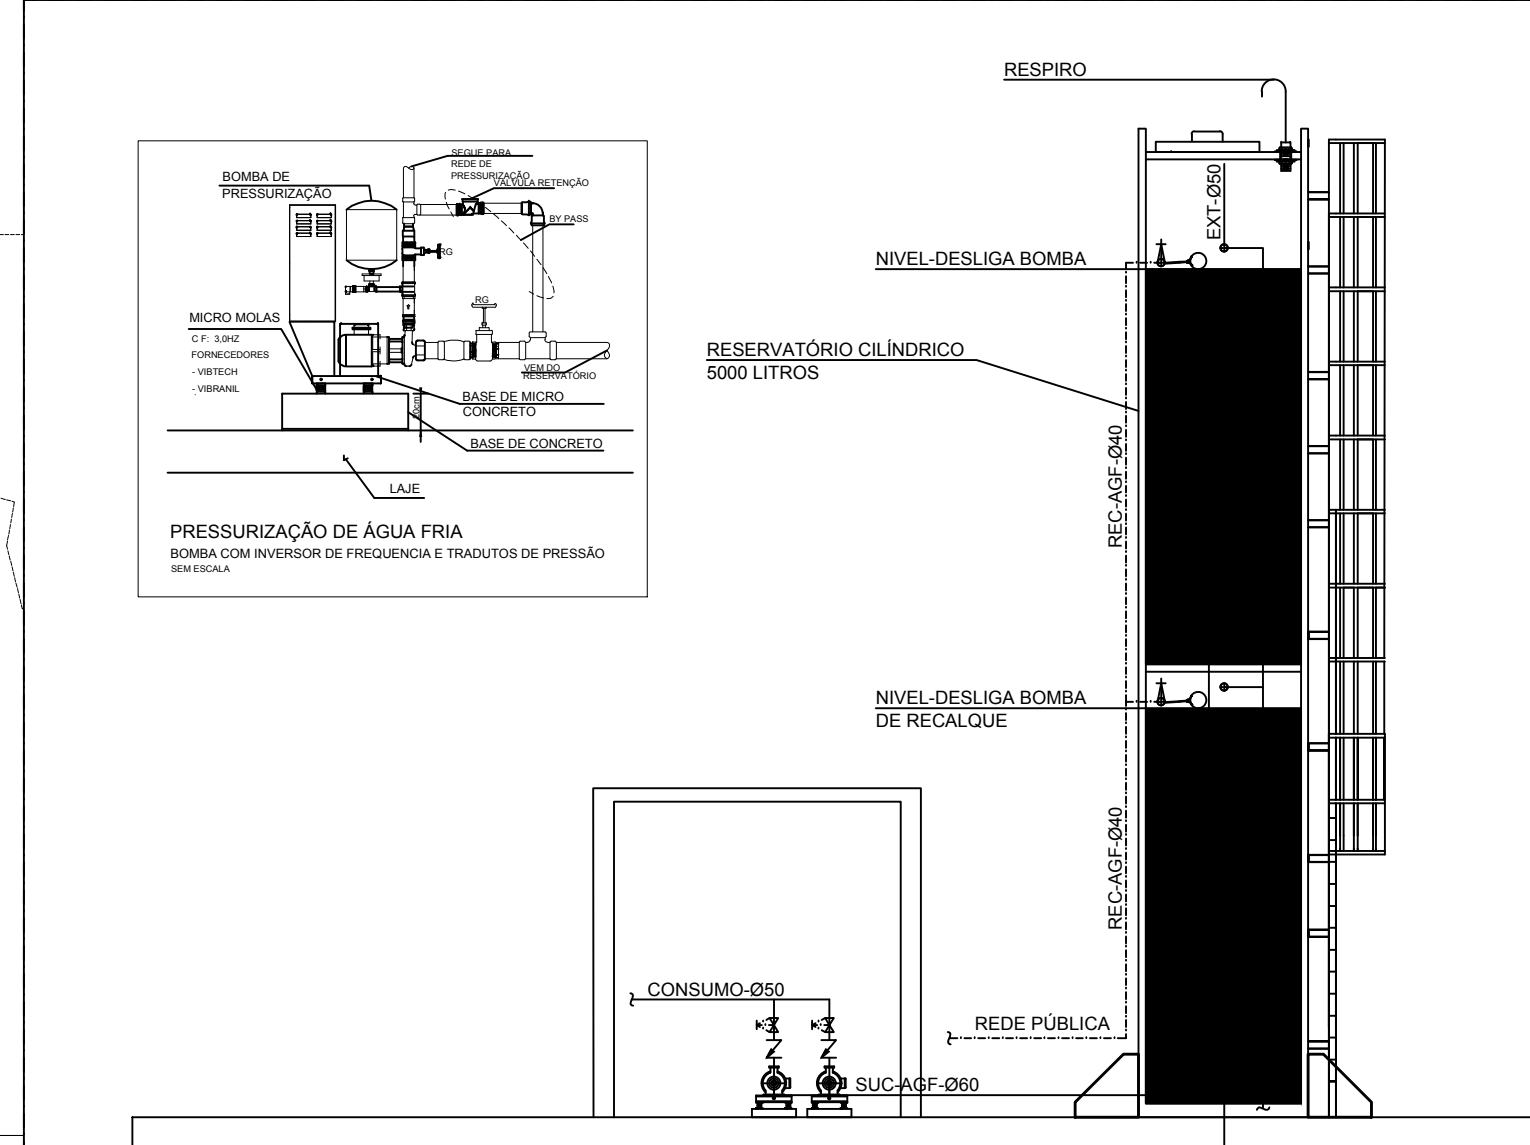 RESPIRO
SEGUE PARA
REDE DE
PRESSURIZAÇÃO
VALVULA RETENÇÃO
BOMBA DE
PRESSURIZAÇÃO
BY PASS
RG
EXT-Ø50
NIVEL-DESLIGA BOMBA
RG
MICRO MOLAS
C F: 3,0HZ
FORNECEDORES
- VIBTECH
- VIBRANIL
VEM DO
RESERVATÓRIO
RESERVATÓRIO CILÍNDRICO
5000 LITROS
BASE DE MICRO
CONCRETO
BASE DE CONCRETO
LAJE
REC-AGF-Ø40
PRESSURIZAÇÃO DE ÁGUA FRIA
BOMBA COM INVERSOR DE FREQUENCIA E TRADUTOS DE PRESSÃO
SEM ESCALA
NIVEL-DESLIGA BOMBA
DE RECALQUE
REC-AGF-Ø40
CONSUMO-Ø50
REDE PÚBLICA
SUC-AGF-Ø60